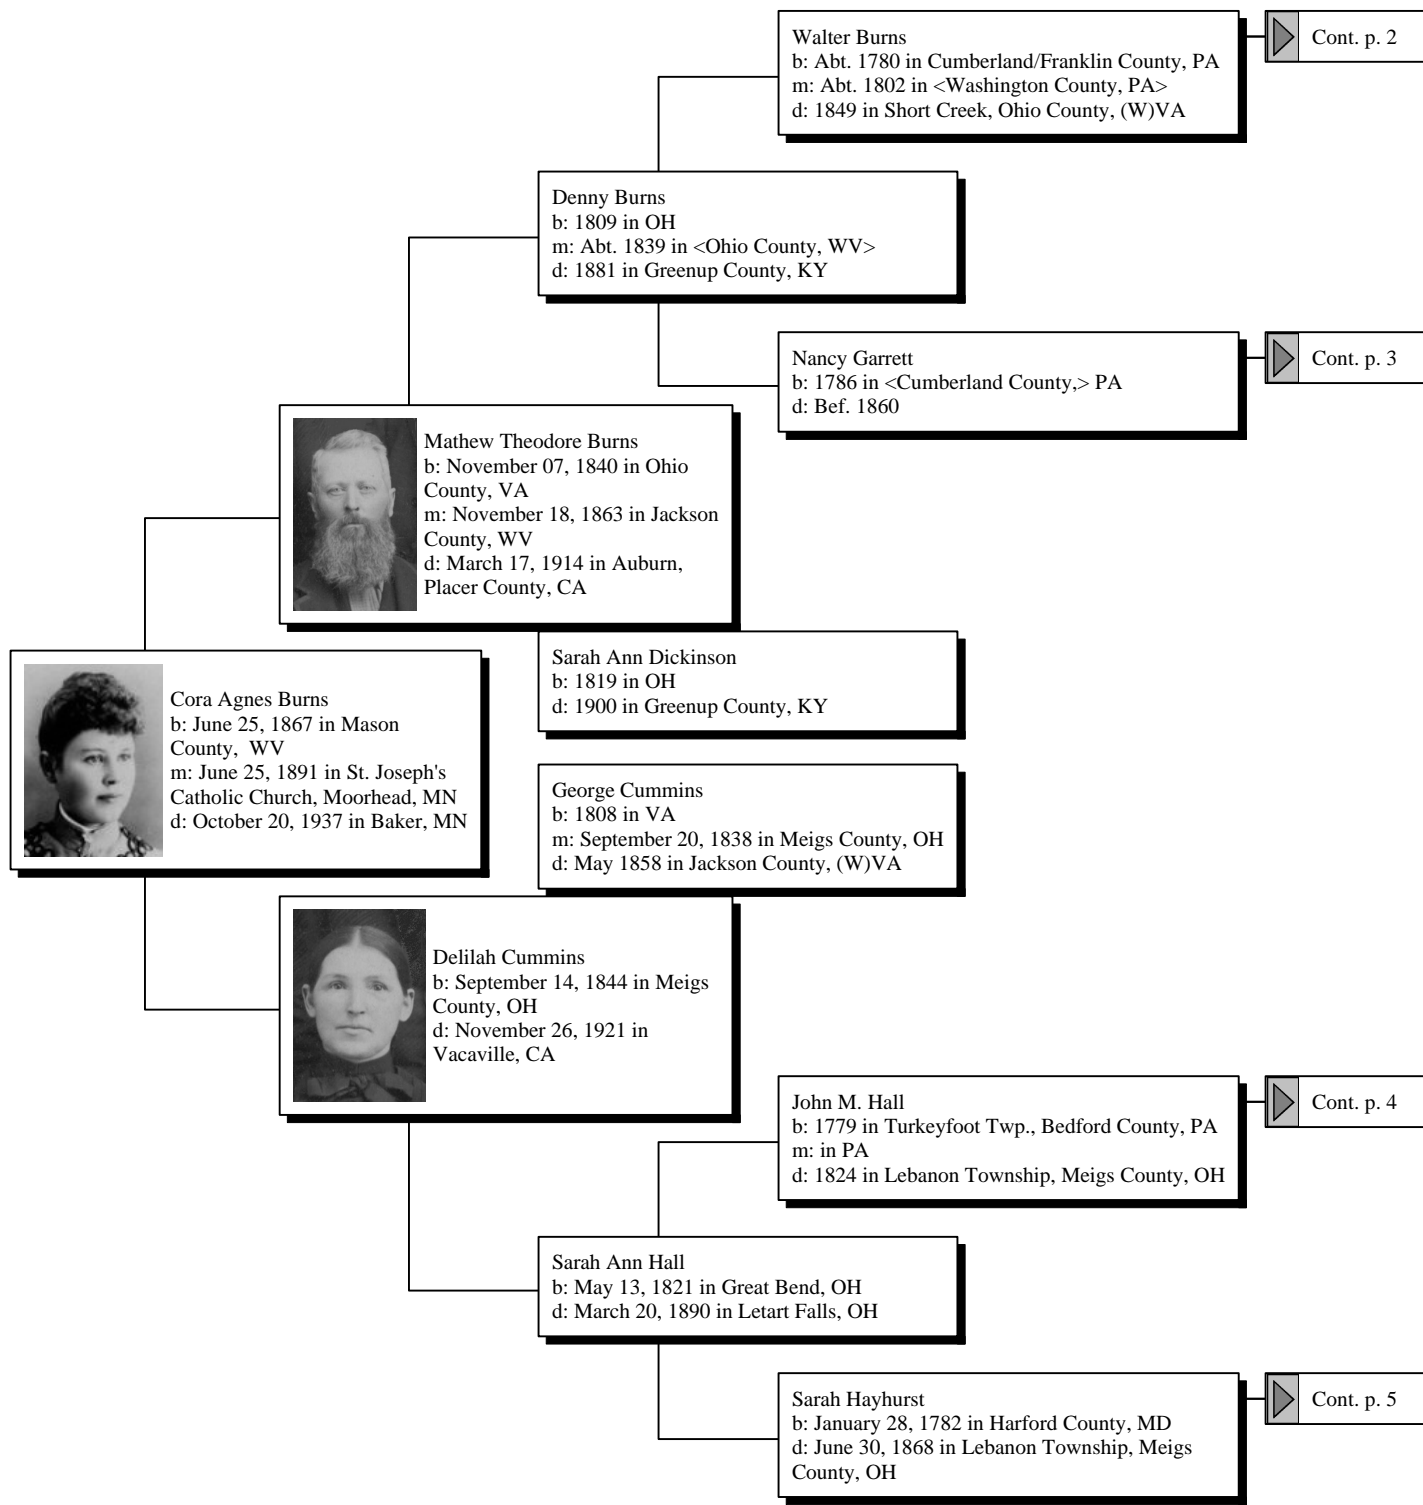 Walter Burns
b: Abt. 1780 in Cumberland/Franklin County, PA
m: Abt. 1802 in <Washington County, PA>
d: 1849 in Short Creek, Ohio County, (W)VA
Cont. p. 2
Denny Burns
b: 1809 in OH
m: Abt. 1839 in <Ohio County, WV>
d: 1881 in Greenup County, KY
Nancy Garrett
b: 1786 in <Cumberland County,> PA
d: Bef. 1860
Cont. p. 3
Mathew Theodore Burns
b: November 07, 1840 in Ohio
County, VA
m: November 18, 1863 in Jackson
County, WV
d: March 17, 1914 in Auburn,
Placer County, CA
Sarah Ann Dickinson
b: 1819 in OH
d: 1900 in Greenup County, KY
Cora Agnes Burns
b: June 25, 1867 in Mason
County,  WV
m: June 25, 1891 in St. Joseph's
Catholic Church, Moorhead, MN
d: October 20, 1937 in Baker, MN
George Cummins
b: 1808 in VA
m: September 20, 1838 in Meigs County, OH
d: May 1858 in Jackson County, (W)VA
Delilah Cummins
b: September 14, 1844 in Meigs
County, OH
d: November 26, 1921 in
Vacaville, CA
John M. Hall
b: 1779 in Turkeyfoot Twp., Bedford County, PA
m: in PA
d: 1824 in Lebanon Township, Meigs County, OH
Cont. p. 4
Sarah Ann Hall
b: May 13, 1821 in Great Bend, OH
d: March 20, 1890 in Letart Falls, OH
Sarah Hayhurst
b: January 28, 1782 in Harford County, MD
d: June 30, 1868 in Lebanon Township, Meigs
County, OH
Cont. p. 5